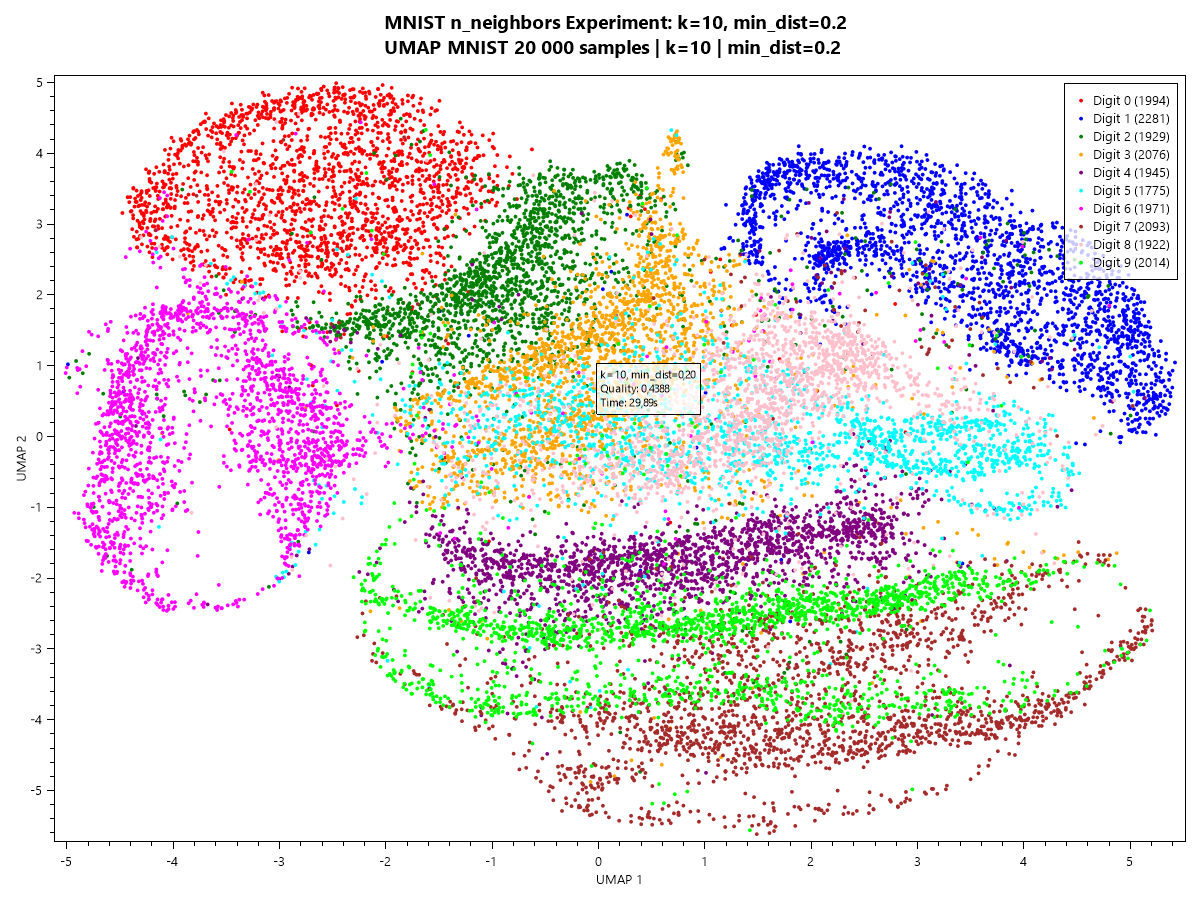 MNIST n_neighbors Experiment: k=10, min_dist=0.2
UMAP MNIST 20 000 samples | k=10 | min_dist=0.2
Digit 0 (1994)
Digit 1 (2281)
Digit 2 (1929)
Digit 3 (2076)
Digit 4 (1945)
Digit 5 (1775)
Digit 6 (1971)
Digit 7 (2093)
Digit 8 (1922)
Digit 9 (2014)
k=10, min_dist=0,20
Quality: 0,4388
Time: 29,89s
UMAP 2
5
4
3
2
1
0
-1
-2
-3
-4
-5
-5 -4 -3 -2 -1 0 1 2 3 4 5
UMAP 1